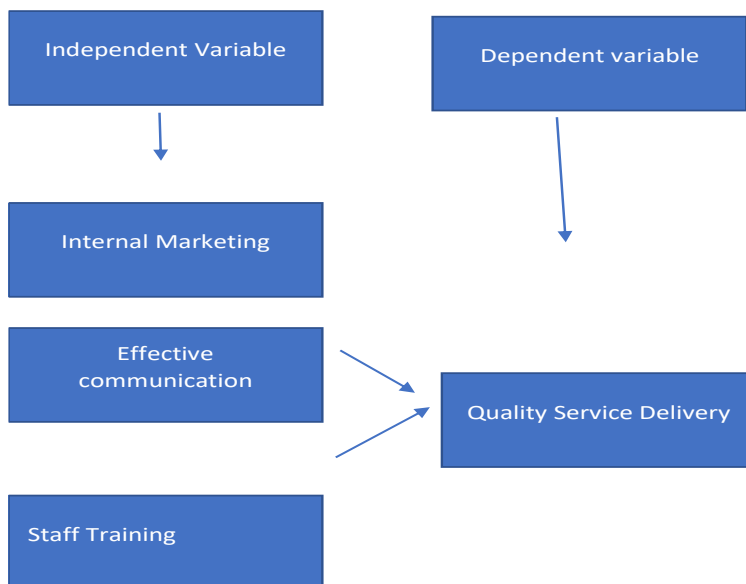 Independent Variable
Dependent variable
Internal Marketing
Effective
communication
Quality Service Delivery
Staff Training